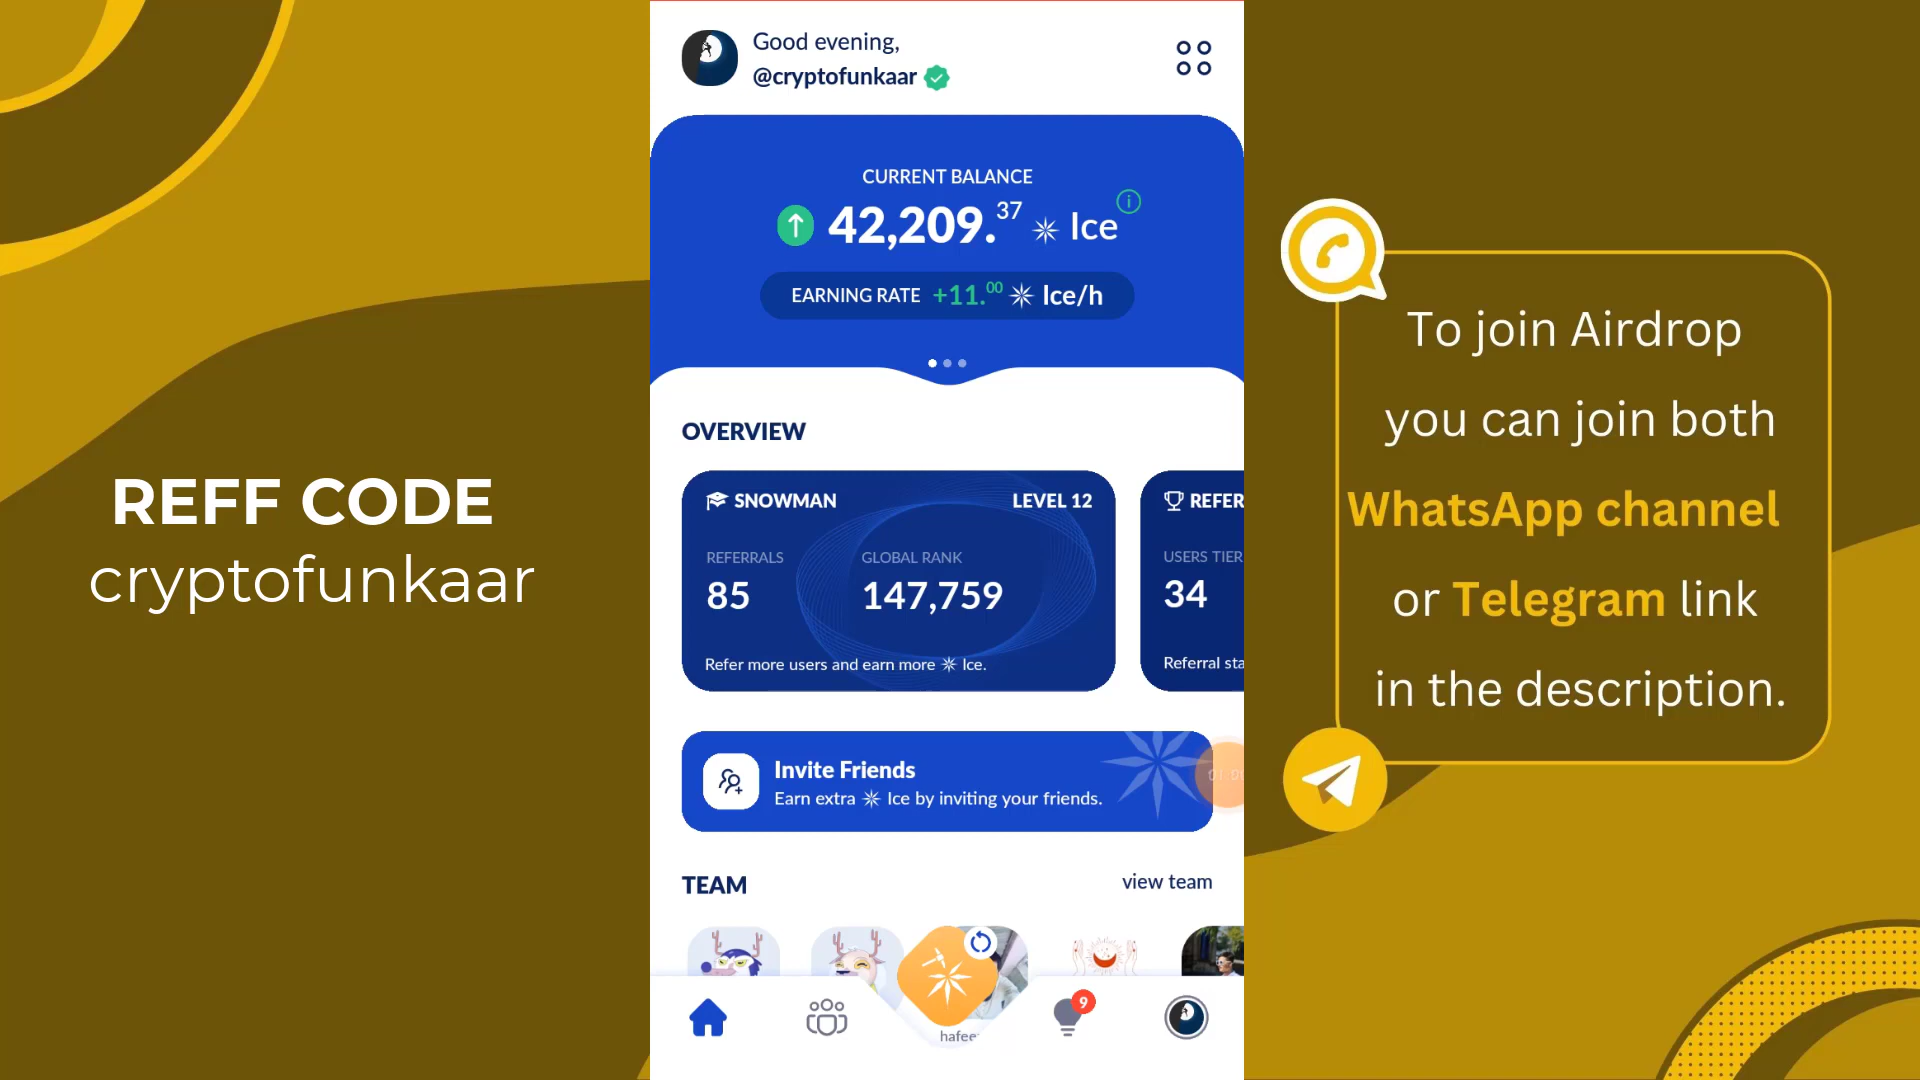 REFF CODE
cryptofunkaar
Good evening,
@cryptofunkaar
CURRENT BALANCE
42,209.37 Ice
EARNING RATE +11.00 Ice/h
OVERVIEW
SNOWMAN LEVEL 12
REFERRALS GLOBAL RANK
85 147,759
Refer more users and earn more Ice.
REFER
USERS TIER
34
Referral sta
Invite Friends
Earn extra Ice by inviting your friends.
TEAM view team
9
To join Airdrop
you can join both
WhatsApp channel
or Telegram link
in the description.